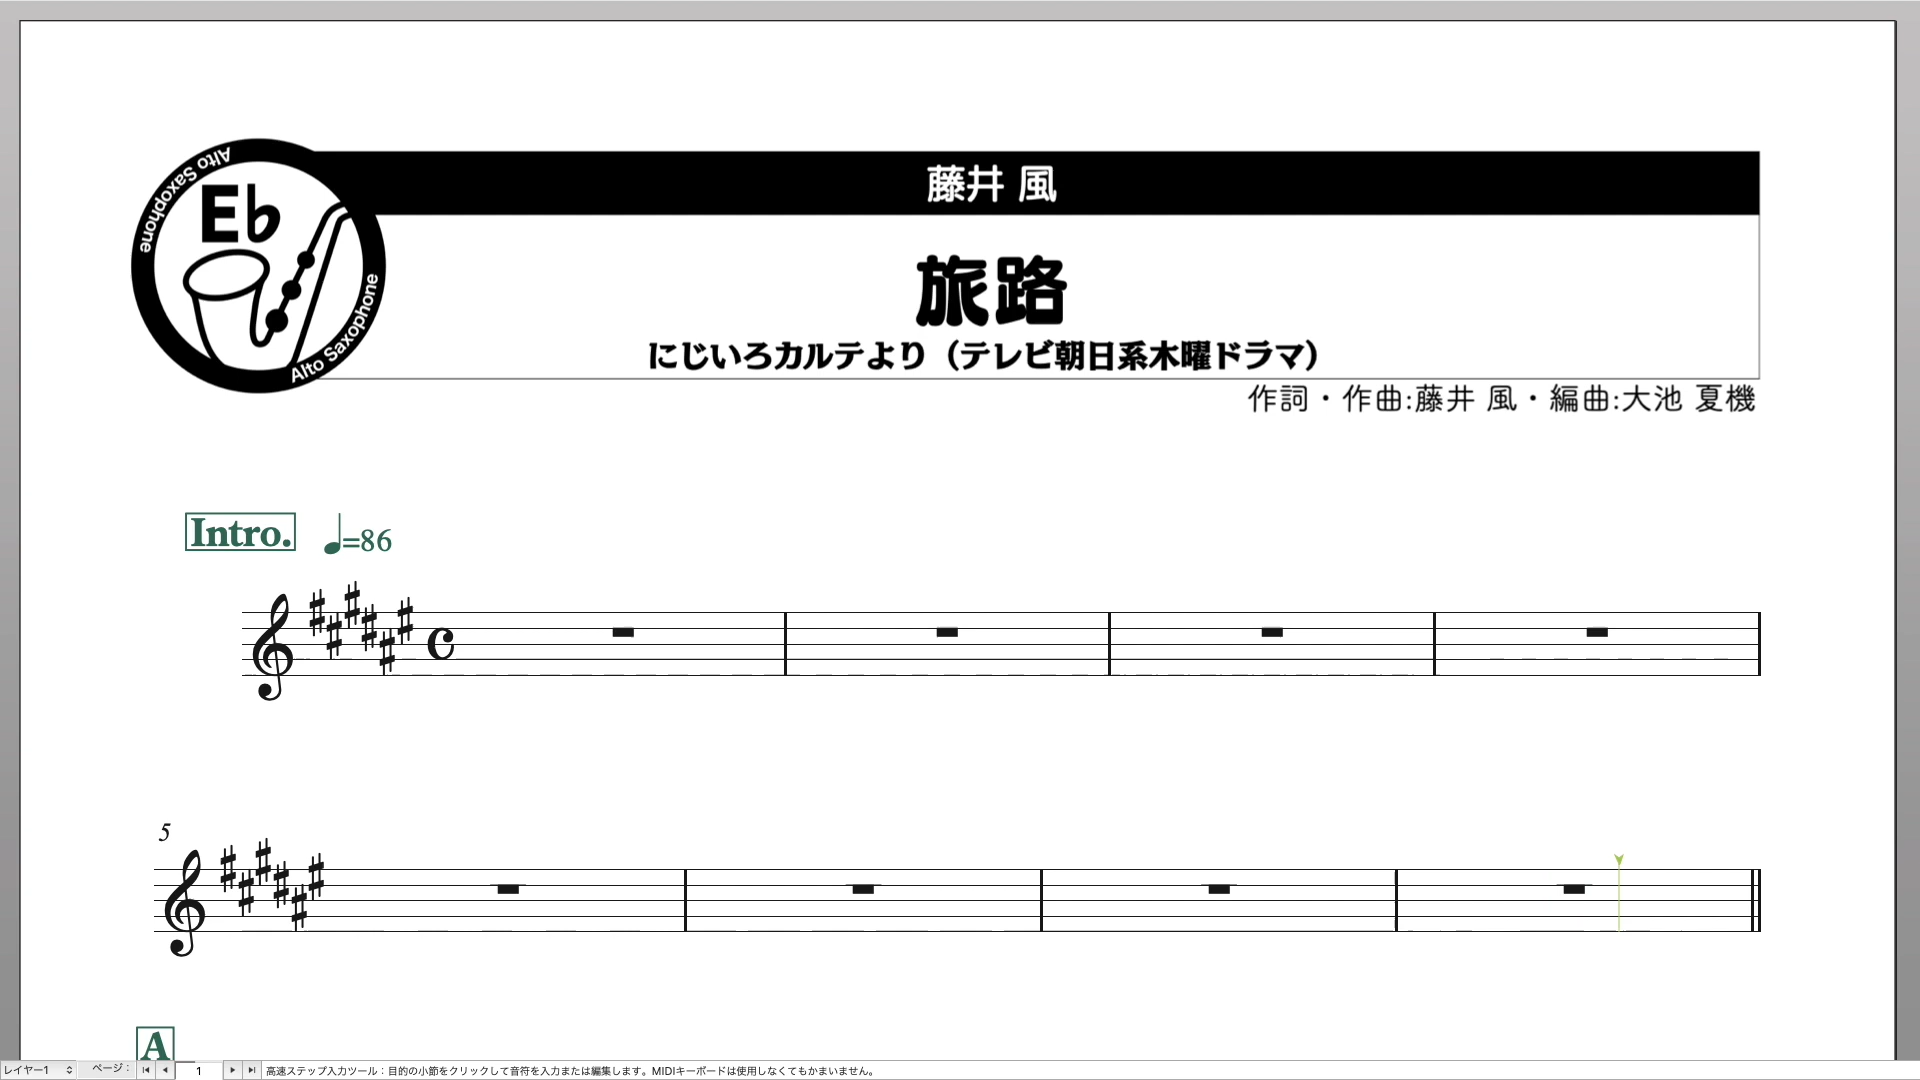 Alto Saxophone
E♭
Alto Saxophone
藤井 風
旅路
にじいろカルテより（テレビ朝日系木曜ドラマ）
作詞・作曲:藤井 風・編曲:大池 夏機
Intro. ♩=86
5
A
レイヤー1 ページ： 1 高速ステップ入力ツール：目的の小節をクリックして音符を入力または編集します。MIDIキーボードは使用しなくてもかまいません。